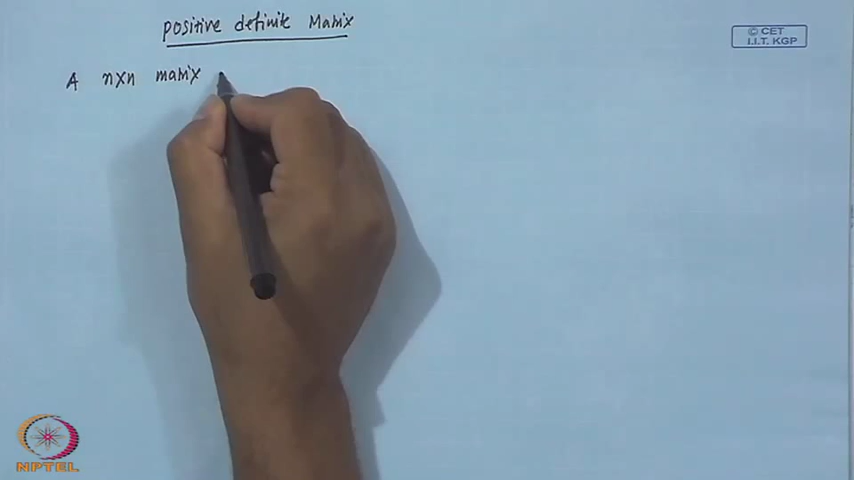 positive definite Matrix
© CET
I.I.T. KGP
A nxn matrix
NPTEL